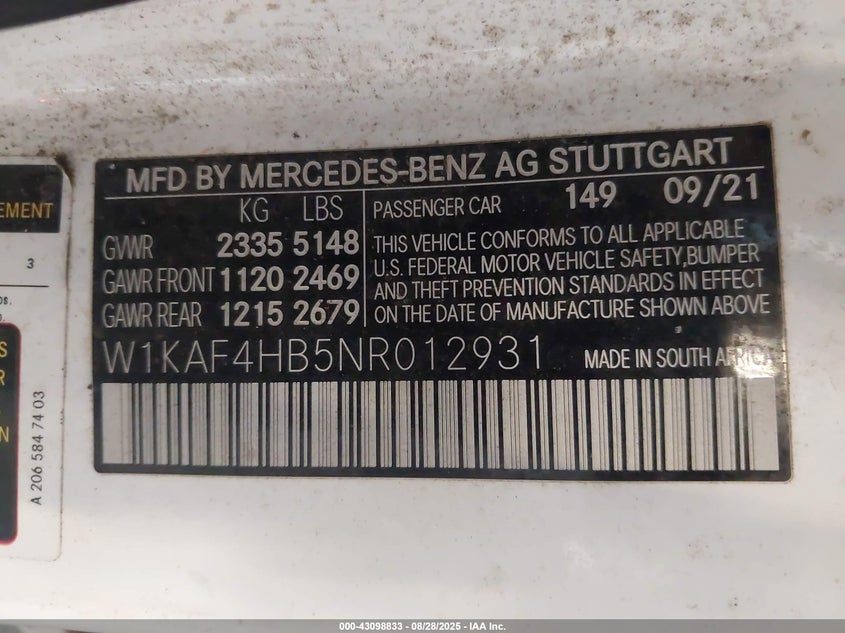 MFD BY MERCEDES-BENZ AG STUTTGART
KG LBS
GVWR 2335 5148
GAWR FRONT 1120 2469
GAWR REAR 1215 2679
PASSENGER CAR 149 09/21
THIS VEHICLE CONFORMS TO ALL APPLICABLE
U.S. FEDERAL MOTOR VEHICLE SAFETY,BUMPER
AND THEFT PREVENTION STANDARDS IN EFFECT
ON THE DATE OF MANUFACTURE SHOWN ABOVE
W1KAF4HB5NR012931 MADE IN SOUTH AFRICA
3
A 206 584 74 03
000-43098833 - 08/28/2025 - IAA Inc.